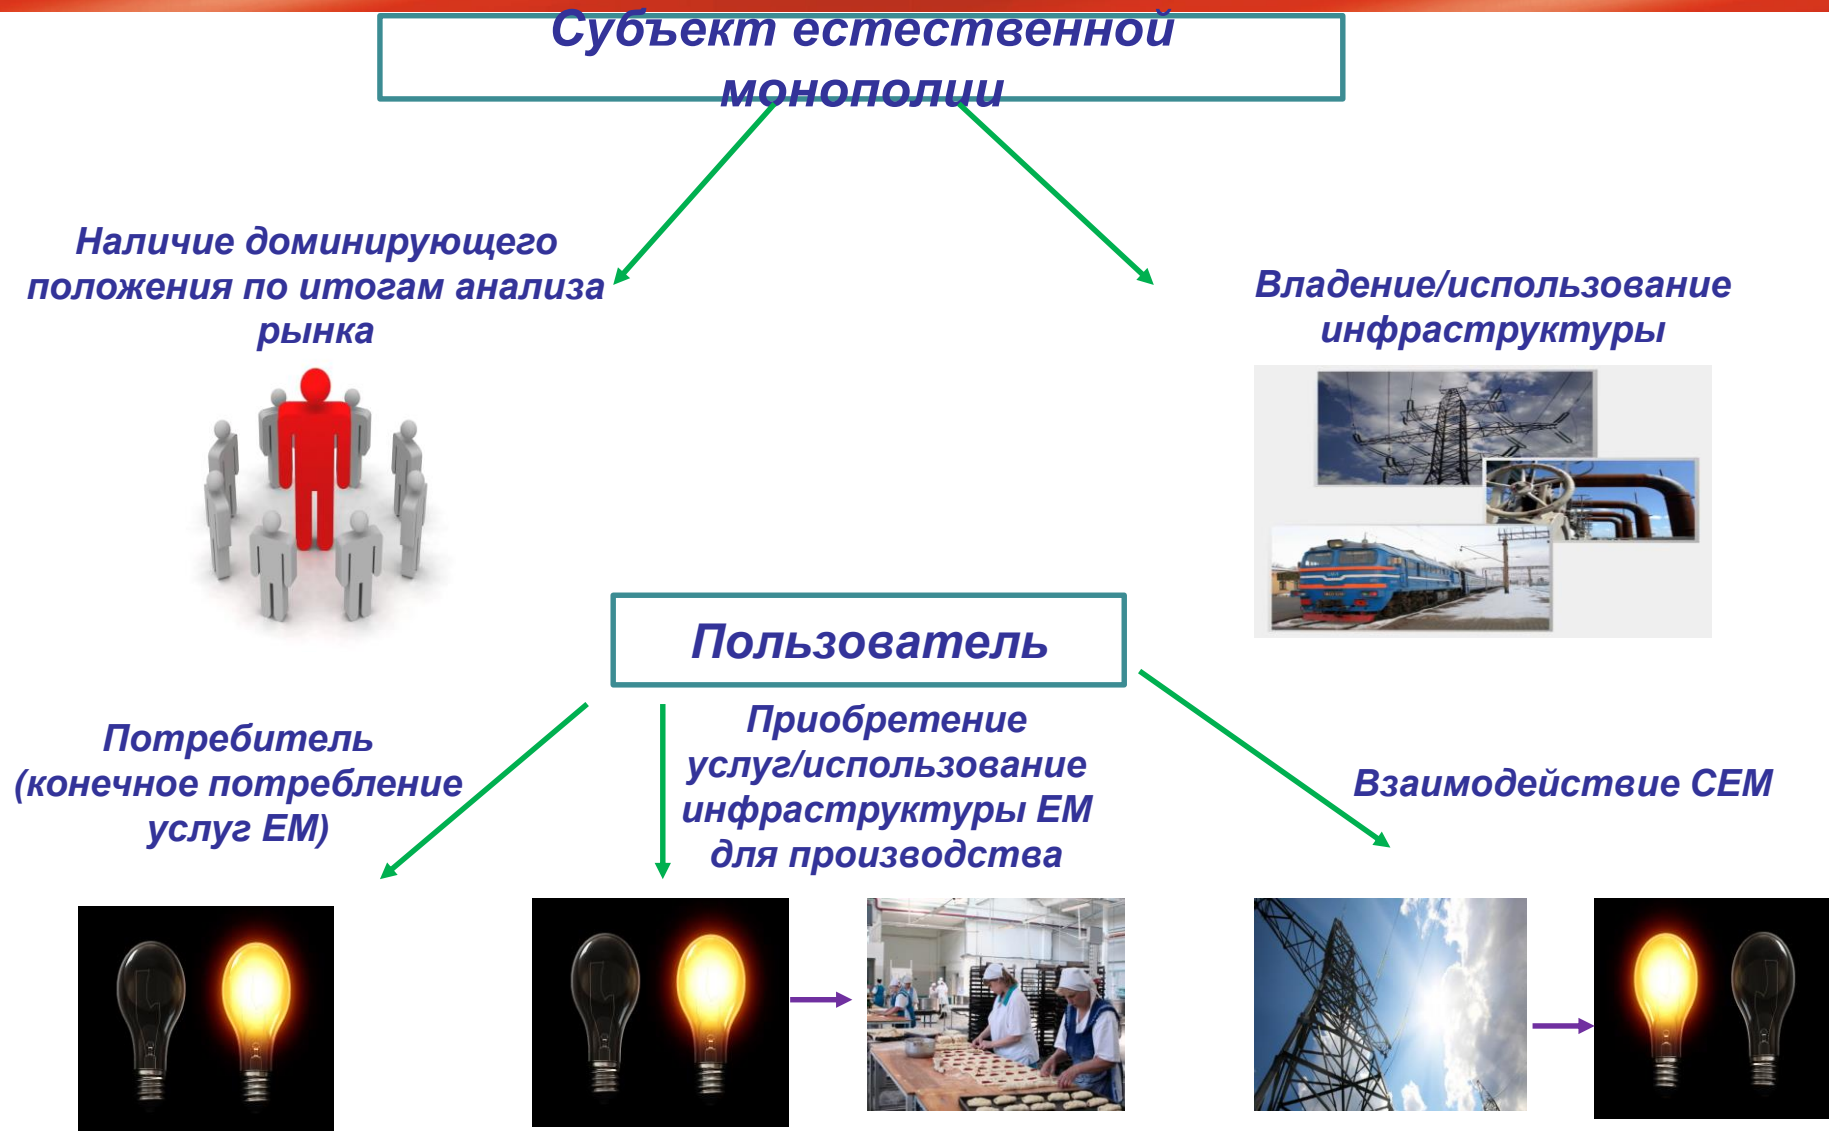 Субъект естественной
монополии
Наличие доминирующего
положения по итогам анализа
рынка
Владение/использование
инфраструктуры
Пользователь
Потребитель
(конечное потребление
услуг ЕМ)
Приобретение
услуг/использование
инфраструктуры ЕМ
для производства
Взаимодействие СЕМ